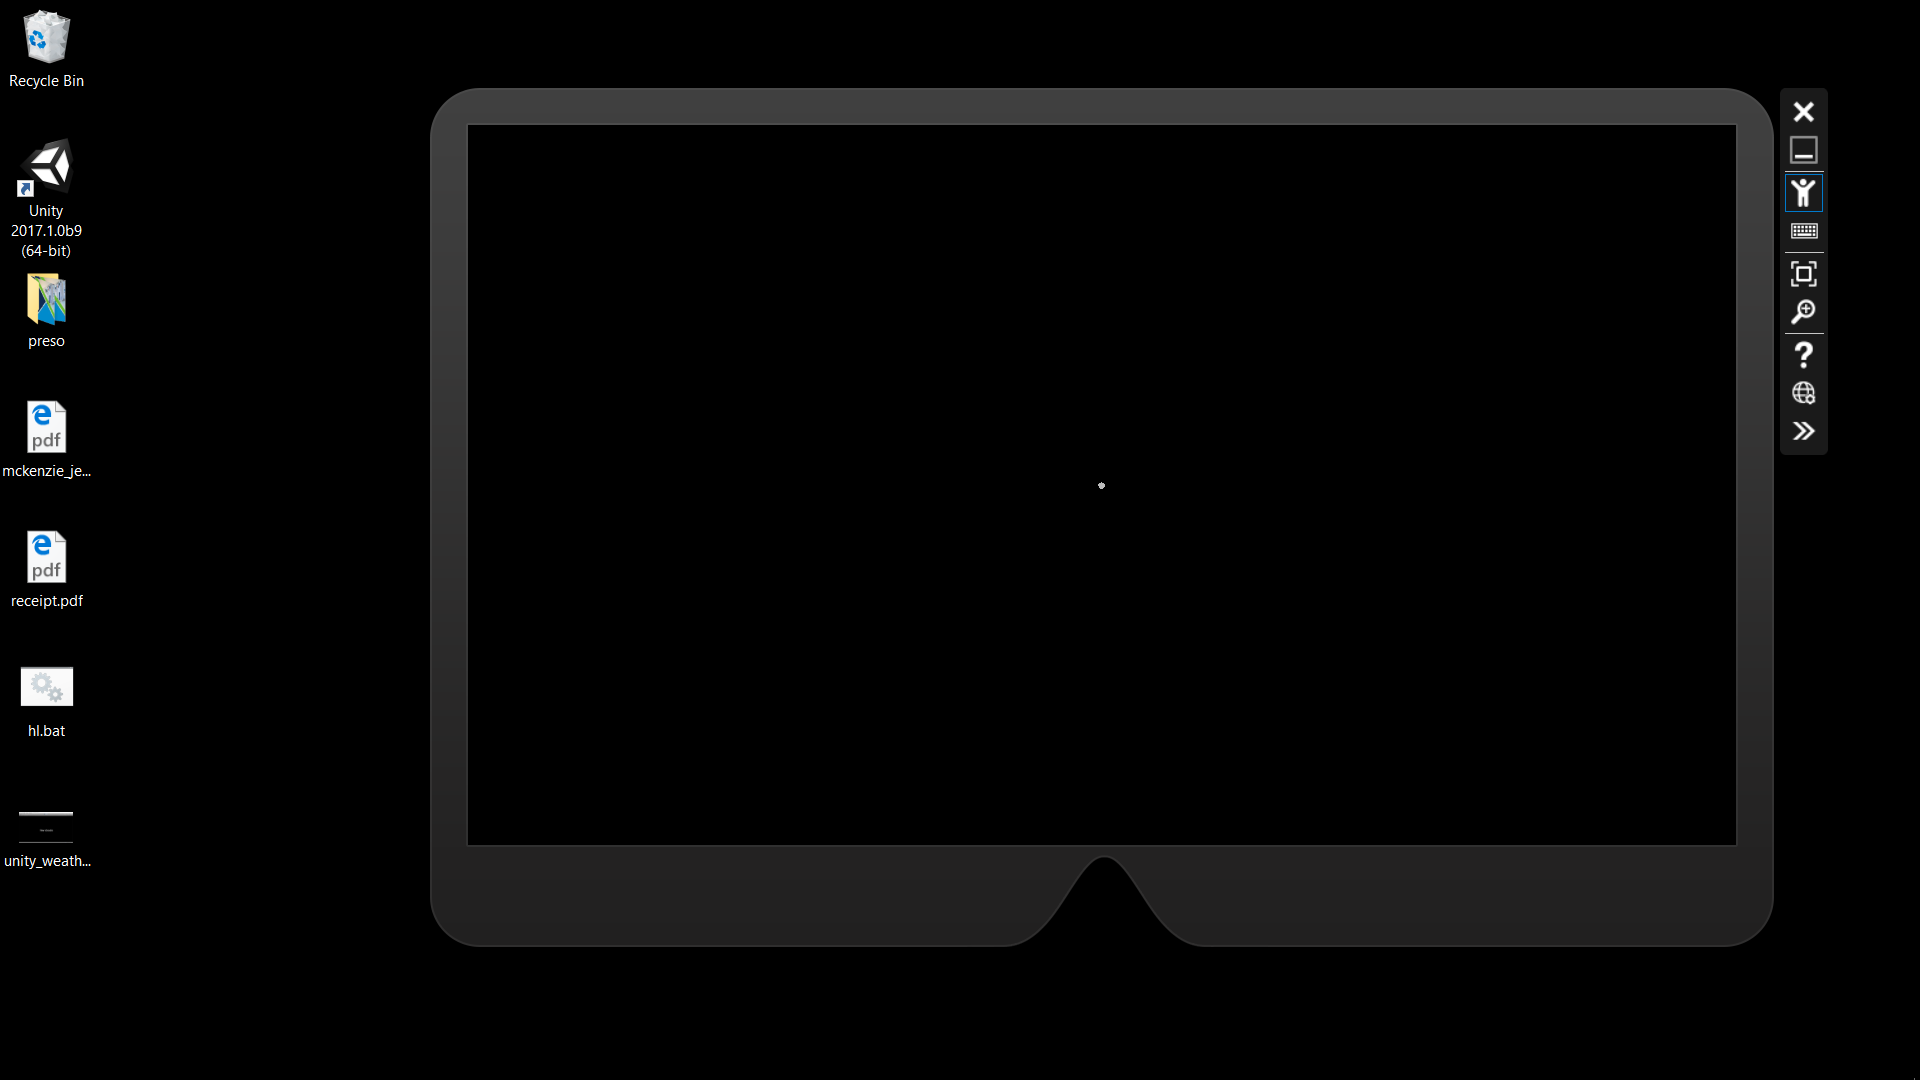 Recycle Bin
Unity
2017.1.0b9
(64-bit)
preso
pdf
mckenzie_je...
pdf
receipt.pdf
hl.bat
unity_weath...